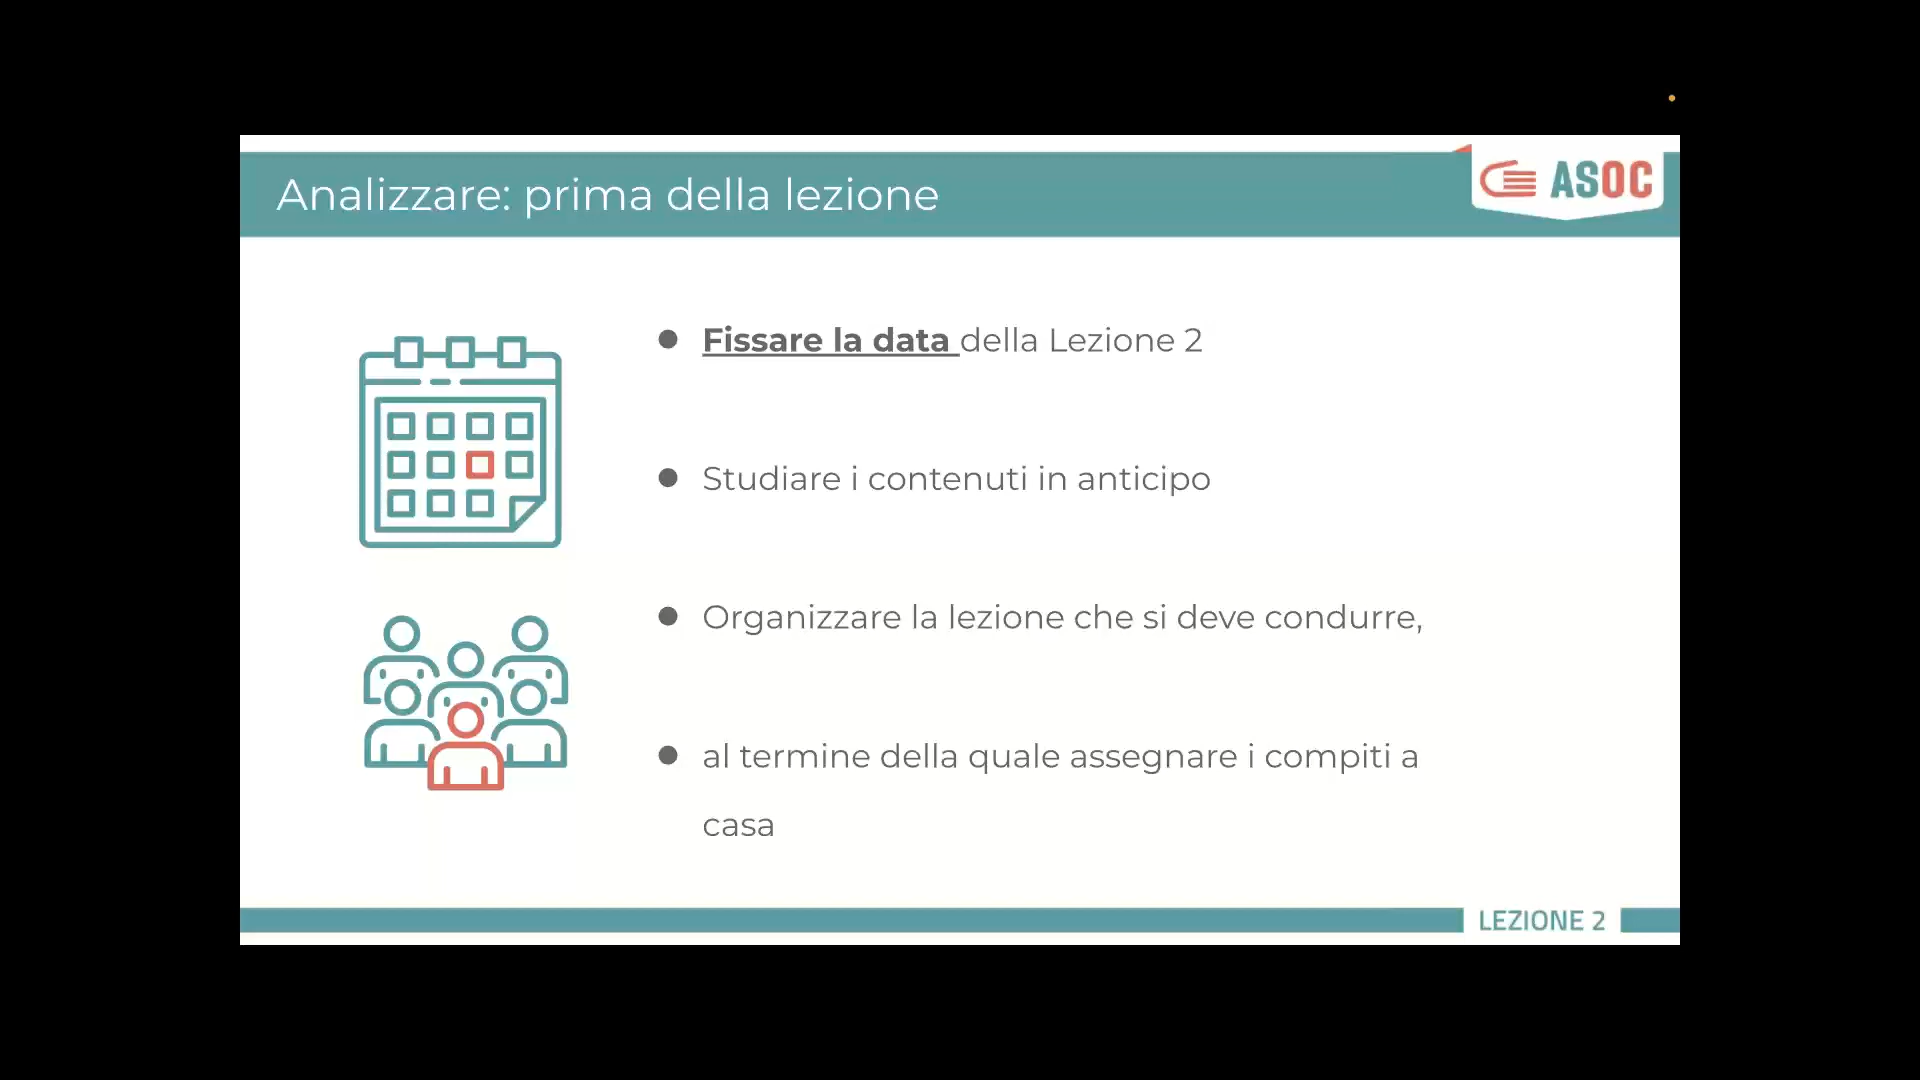 Analizzare: prima della lezione
ASOC
Fissare la data della Lezione 2
Studiare i contenuti in anticipo
Organizzare la lezione che si deve condurre,
al termine della quale assegnare i compiti a
casa
LEZIONE 2